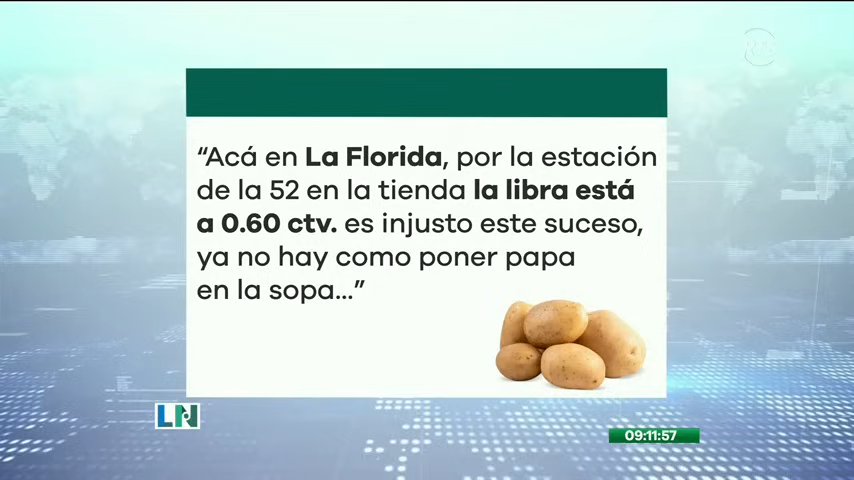 “Acá en La Florida, por la estación
de la 52 en la tienda la libra está
a 0.60 ctv. es injusto este suceso,
ya no hay como poner papa
en la sopa...”
LN
09:11:57